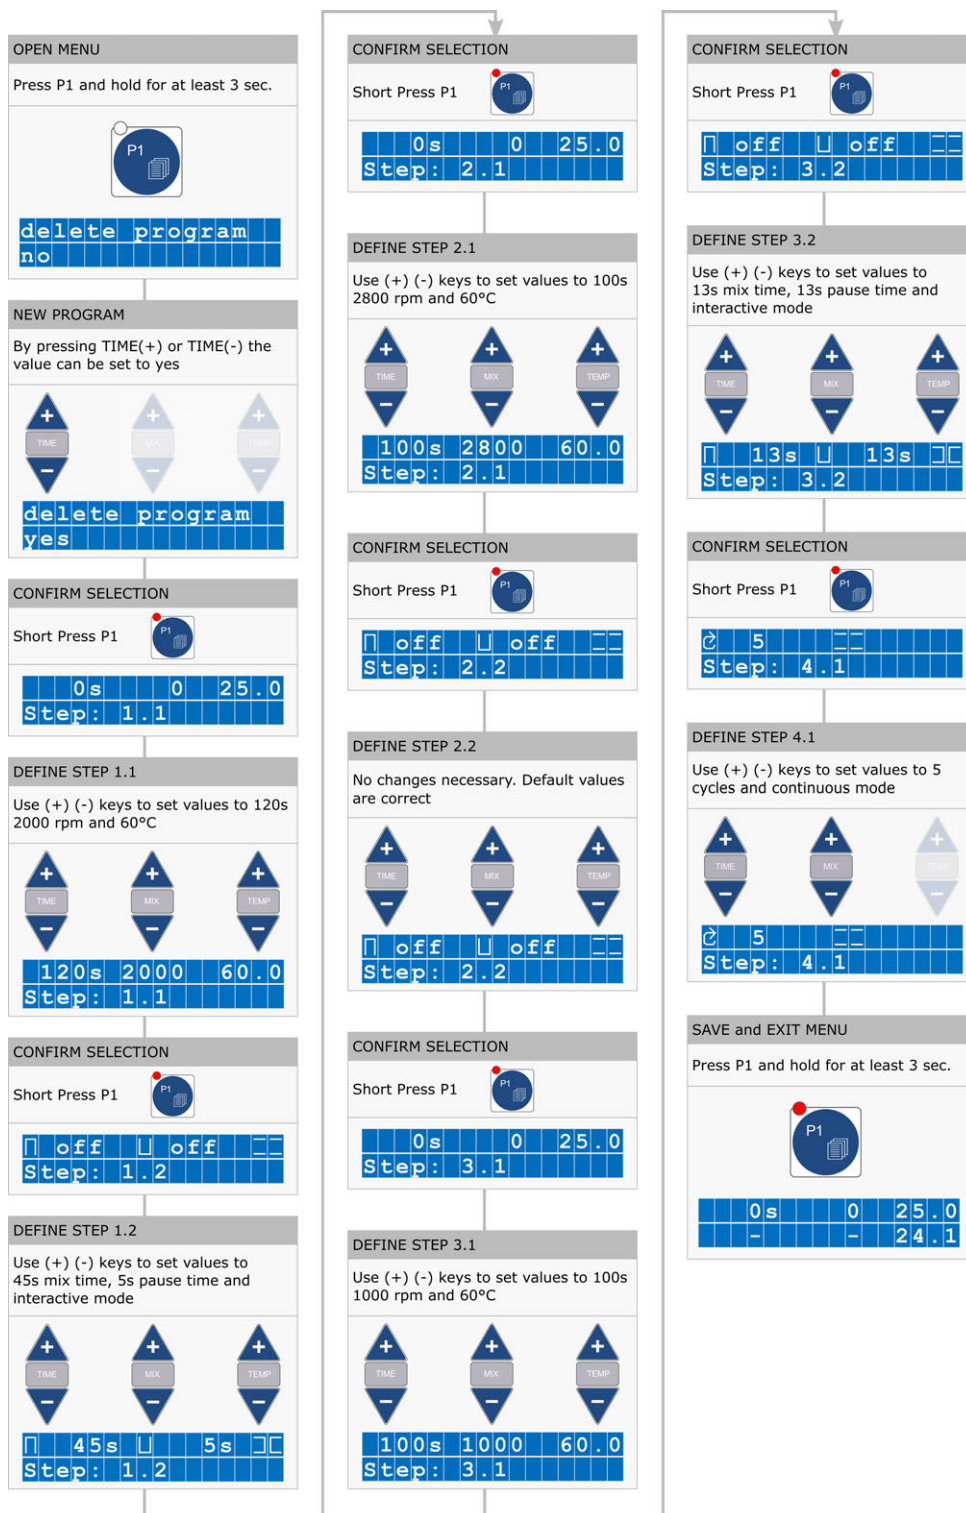 OPEN MENU
Press P1 and hold for at least 3 sec.
P1
delete program
no
NEW PROGRAM
By pressing TIME(+) or TIME(-) the
value can be set to yes
+ + +
TIME MIX TEMP
− − −
delete program
yes
CONFIRM SELECTION
Short Press P1
P1
0s 0 25.0
Step: 1.1
DEFINE STEP 1.1
Use (+) (-) keys to set values to 120s
2000 rpm and 60°C
+ + +
TIME MIX TEMP
− − −
120s 2000 60.0
Step: 1.1
CONFIRM SELECTION
Short Press P1
P1
off off
Step: 1.2
DEFINE STEP 1.2
Use (+) (-) keys to set values to
45s mix time, 5s pause time and
interactive mode
+ + +
TIME MIX TEMP
− − −
45s 5s
Step: 1.2
CONFIRM SELECTION
Short Press P1
P1
0s 0 25.0
Step: 2.1
DEFINE STEP 2.1
Use (+) (-) keys to set values to 100s
2800 rpm and 60°C
+ + +
TIME MIX TEMP
− − −
100s 2800 60.0
Step: 2.1
CONFIRM SELECTION
Short Press P1
P1
off off
Step: 2.2
DEFINE STEP 2.2
No changes necessary. Default values
are correct
+ + +
TIME MIX TEMP
− − −
off off
Step: 2.2
CONFIRM SELECTION
Short Press P1
P1
0s 0 25.0
Step: 3.1
DEFINE STEP 3.1
Use (+) (-) keys to set values to 100s
1000 rpm and 60°C
+ + +
TIME MIX TEMP
− − −
100s 1000 60.0
Step: 3.1
CONFIRM SELECTION
Short Press P1
P1
off off
Step: 3.2
DEFINE STEP 3.2
Use (+) (-) keys to set values to
13s mix time, 13s pause time and
interactive mode
+ + +
TIME MIX TEMP
− − −
13s 13s
Step: 3.2
CONFIRM SELECTION
Short Press P1
P1
5
Step: 4.1
DEFINE STEP 4.1
Use (+) (-) keys to set values to 5
cycles and continuous mode
+ + +
TIME MIX TEMP
− − −
5
Step: 4.1
SAVE and EXIT MENU
Press P1 and hold for at least 3 sec.
P1
0s 0 25.0
- - 24.1